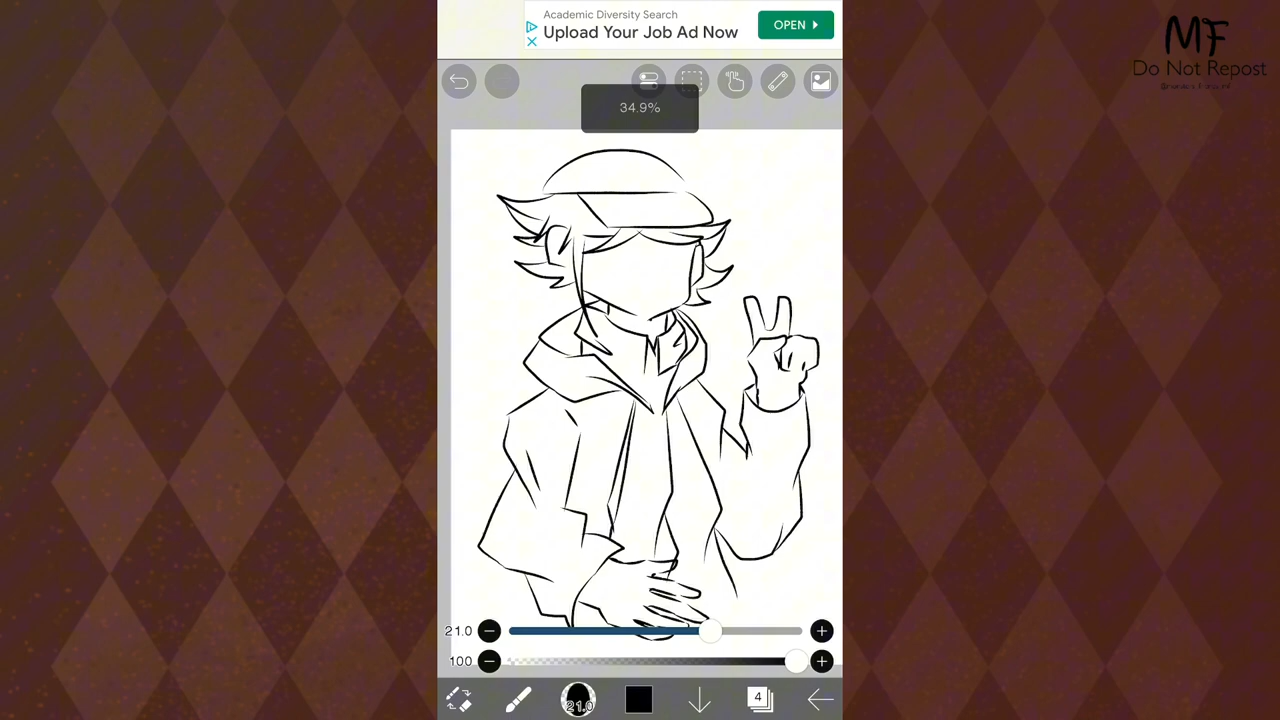 Academic Diversity Search
Upload Your Job Ad Now
OPEN
MF
Do Not Repost
34.9%
21.0
100
21.0
4